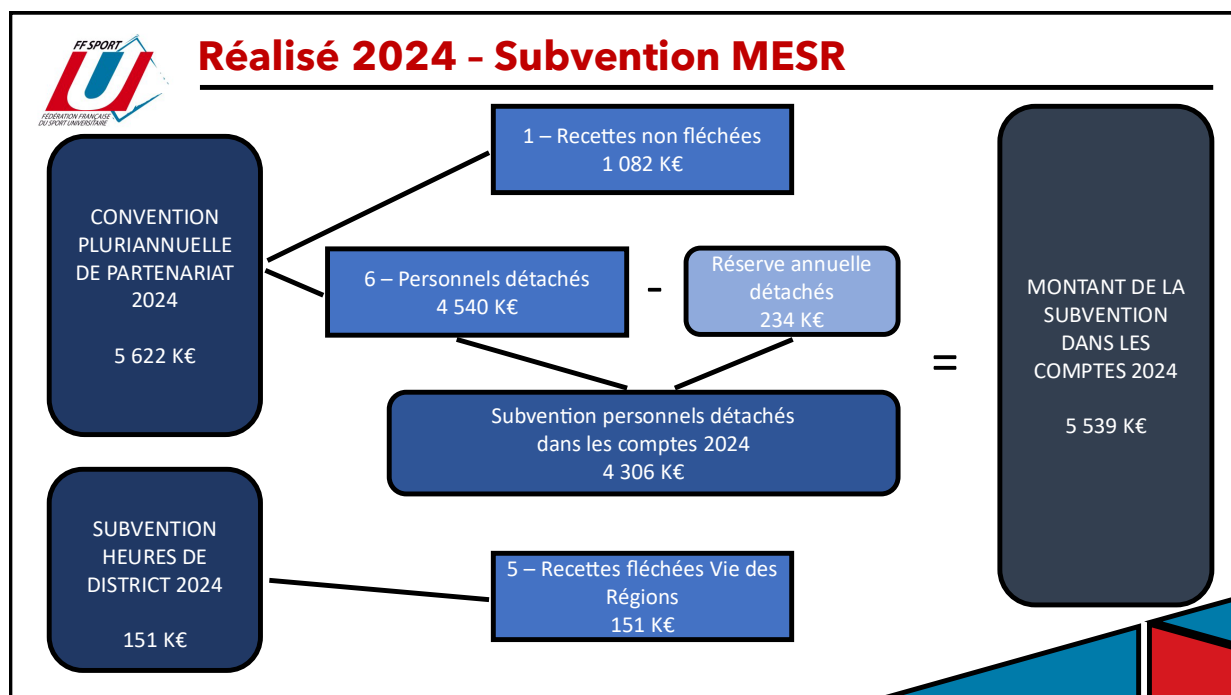 FF SPORT
U
FÉDÉRATION FRANÇAISE
DU SPORT UNIVERSITAIRE
Réalisé 2024 – Subvention MESR
CONVENTION
PLURIANNUELLE
DE PARTENARIAT
2024
5 622 K€
1 – Recettes non fléchées
1 082 K€
6 – Personnels détachés
4 540 K€
-
Réserve annuelle
détachés
234 K€
Subvention personnels détachés
dans les comptes 2024
4 306 K€
=
MONTANT DE LA
SUBVENTION
DANS LES
COMPTES 2024
5 539 K€
SUBVENTION
HEURES DE
DISTRICT 2024
151 K€
5 – Recettes fléchées Vie des
Régions
151 K€